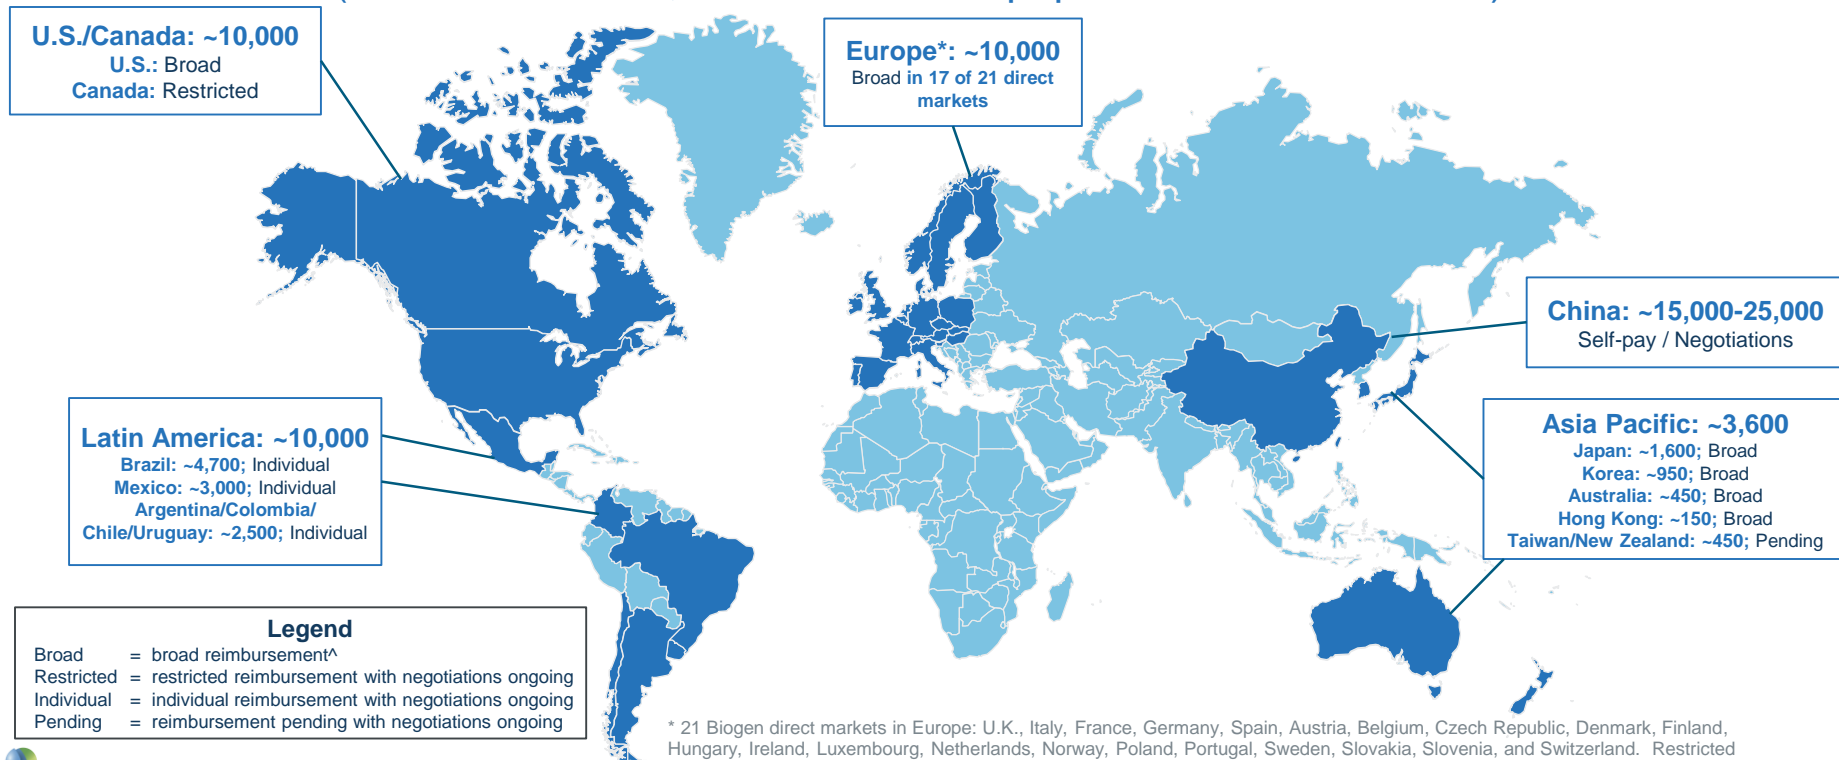 U.S./Canada: ~10,000
U.S.: Broad
Canada: Restricted
Europe*: ~10,000
Broad in 17 of 21 direct
markets
China: ~15,000-25,000
Self-pay / Negotiations
Latin America: ~10,000
Brazil: ~4,700; Individual
Mexico: ~3,000; Individual
Argentina/Colombia/
Chile/Uruguay: ~2,500; Individual
Asia Pacific: ~3,600
Japan: ~1,600; Broad
Korea: ~950; Broad
Australia: ~450; Broad
Hong Kong: ~150; Broad
Taiwan/New Zealand: ~450; Pending
Legend
Broad = broad reimbursement^
Restricted = restricted reimbursement with negotiations ongoing
Individual = individual reimbursement with negotiations ongoing
Pending = reimbursement pending with negotiations ongoing
* 21 Biogen direct markets in Europe: U.K., Italy, France, Germany, Spain, Austria, Belgium, Czech Republic, Denmark, Finland,
Hungary, Ireland, Luxembourg, Netherlands, Norway, Poland, Portugal, Sweden, Slovakia, Slovenia, and Switzerland. Restricted